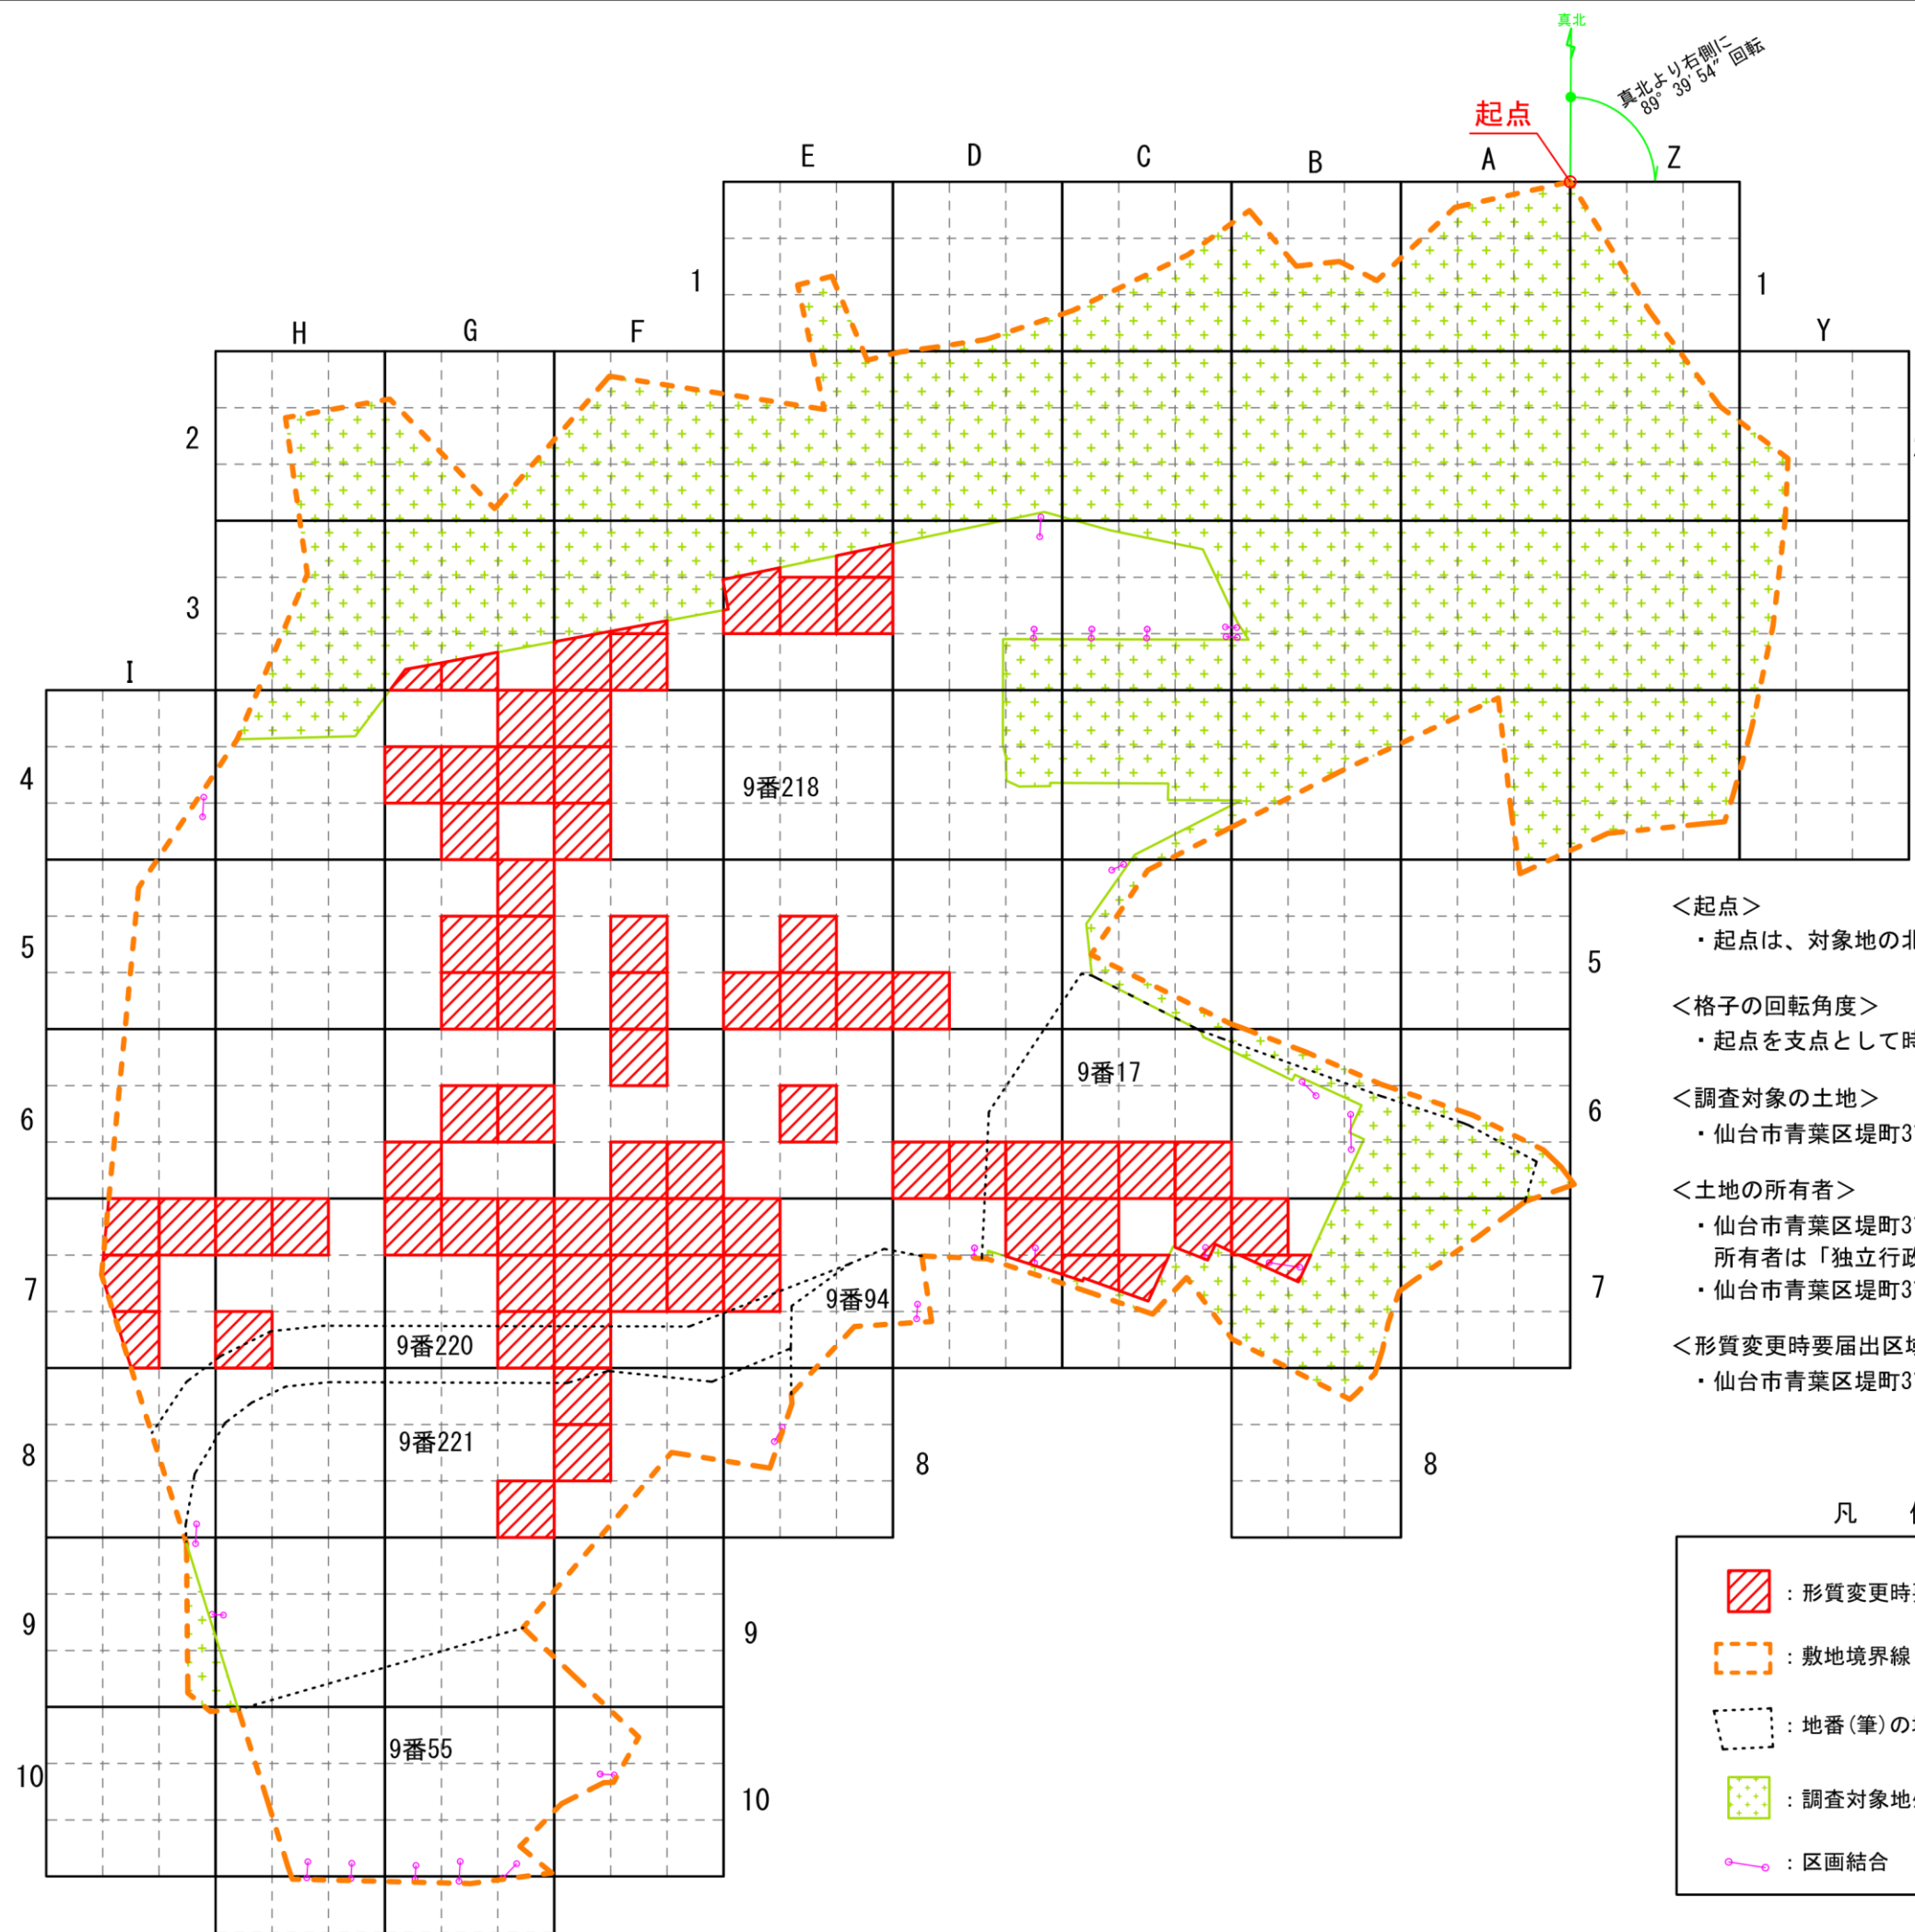 真北
真北より右側に
89° 39′ 54″ 回転
起点
E
D
C
B
A
Z
1
1
H
G
F
Y
2
3
I
4
9番218
5
5
6
9番17
6
7
9番94
7
9番220
8
9番221
8
8
9
9
9番55
10
10
＜起点＞
・起点は、対象地の北
＜格子の回転角度＞
・起点を支点として時
＜調査対象の土地＞
・仙台市青葉区堤町3
＜土地の所有者＞
・仙台市青葉区堤町3
所有者は「独立行政
・仙台市青葉区堤町3
＜形質変更時要届出区域
・仙台市青葉区堤町3
凡
：形質変更時
：敷地境界線
：地番(筆)の
：調査対象地
：区画結合